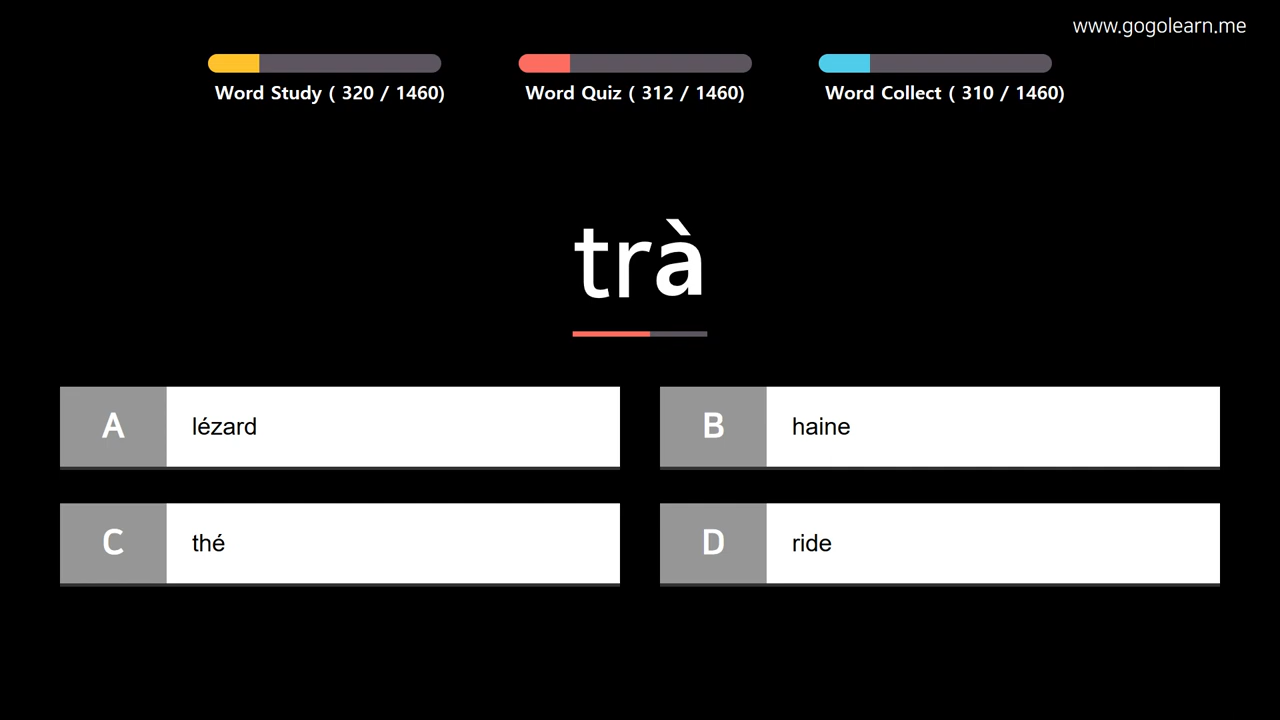 www.gogolearn.me
Word Study ( 320 / 1460)
Word Quiz ( 312 / 1460)
Word Collect ( 310 / 1460)
trà
A lézard
B haine
C thé
D ride